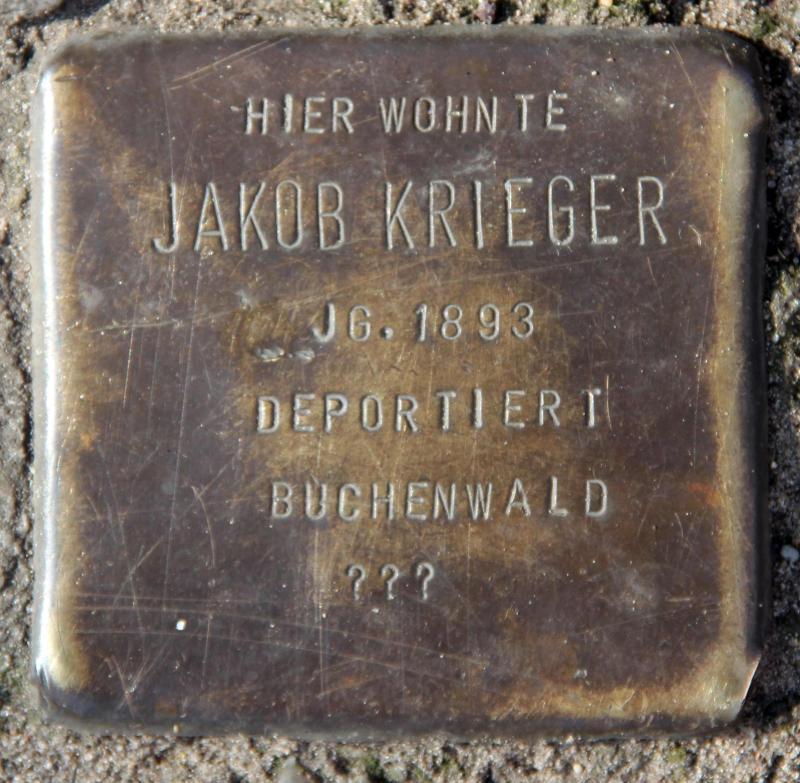 HIER WOHNTE
JAKOB KRIEGER
JG. 1893
DEPORTIERT
BUCHENWALD
???